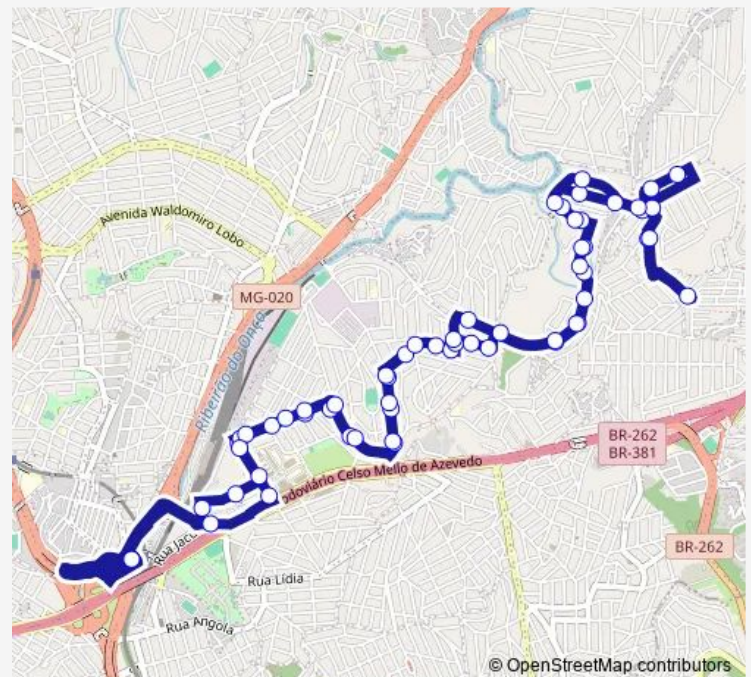 Avenida Waldomiro Lobo
MG-020
Ribeirão do Onça
BR-262
BR-381
odoviário Celso Mello de Azevedo
BR-262
Rua Jac
Rua Lídia
Rua Angola
© OpenStreetMap contributors